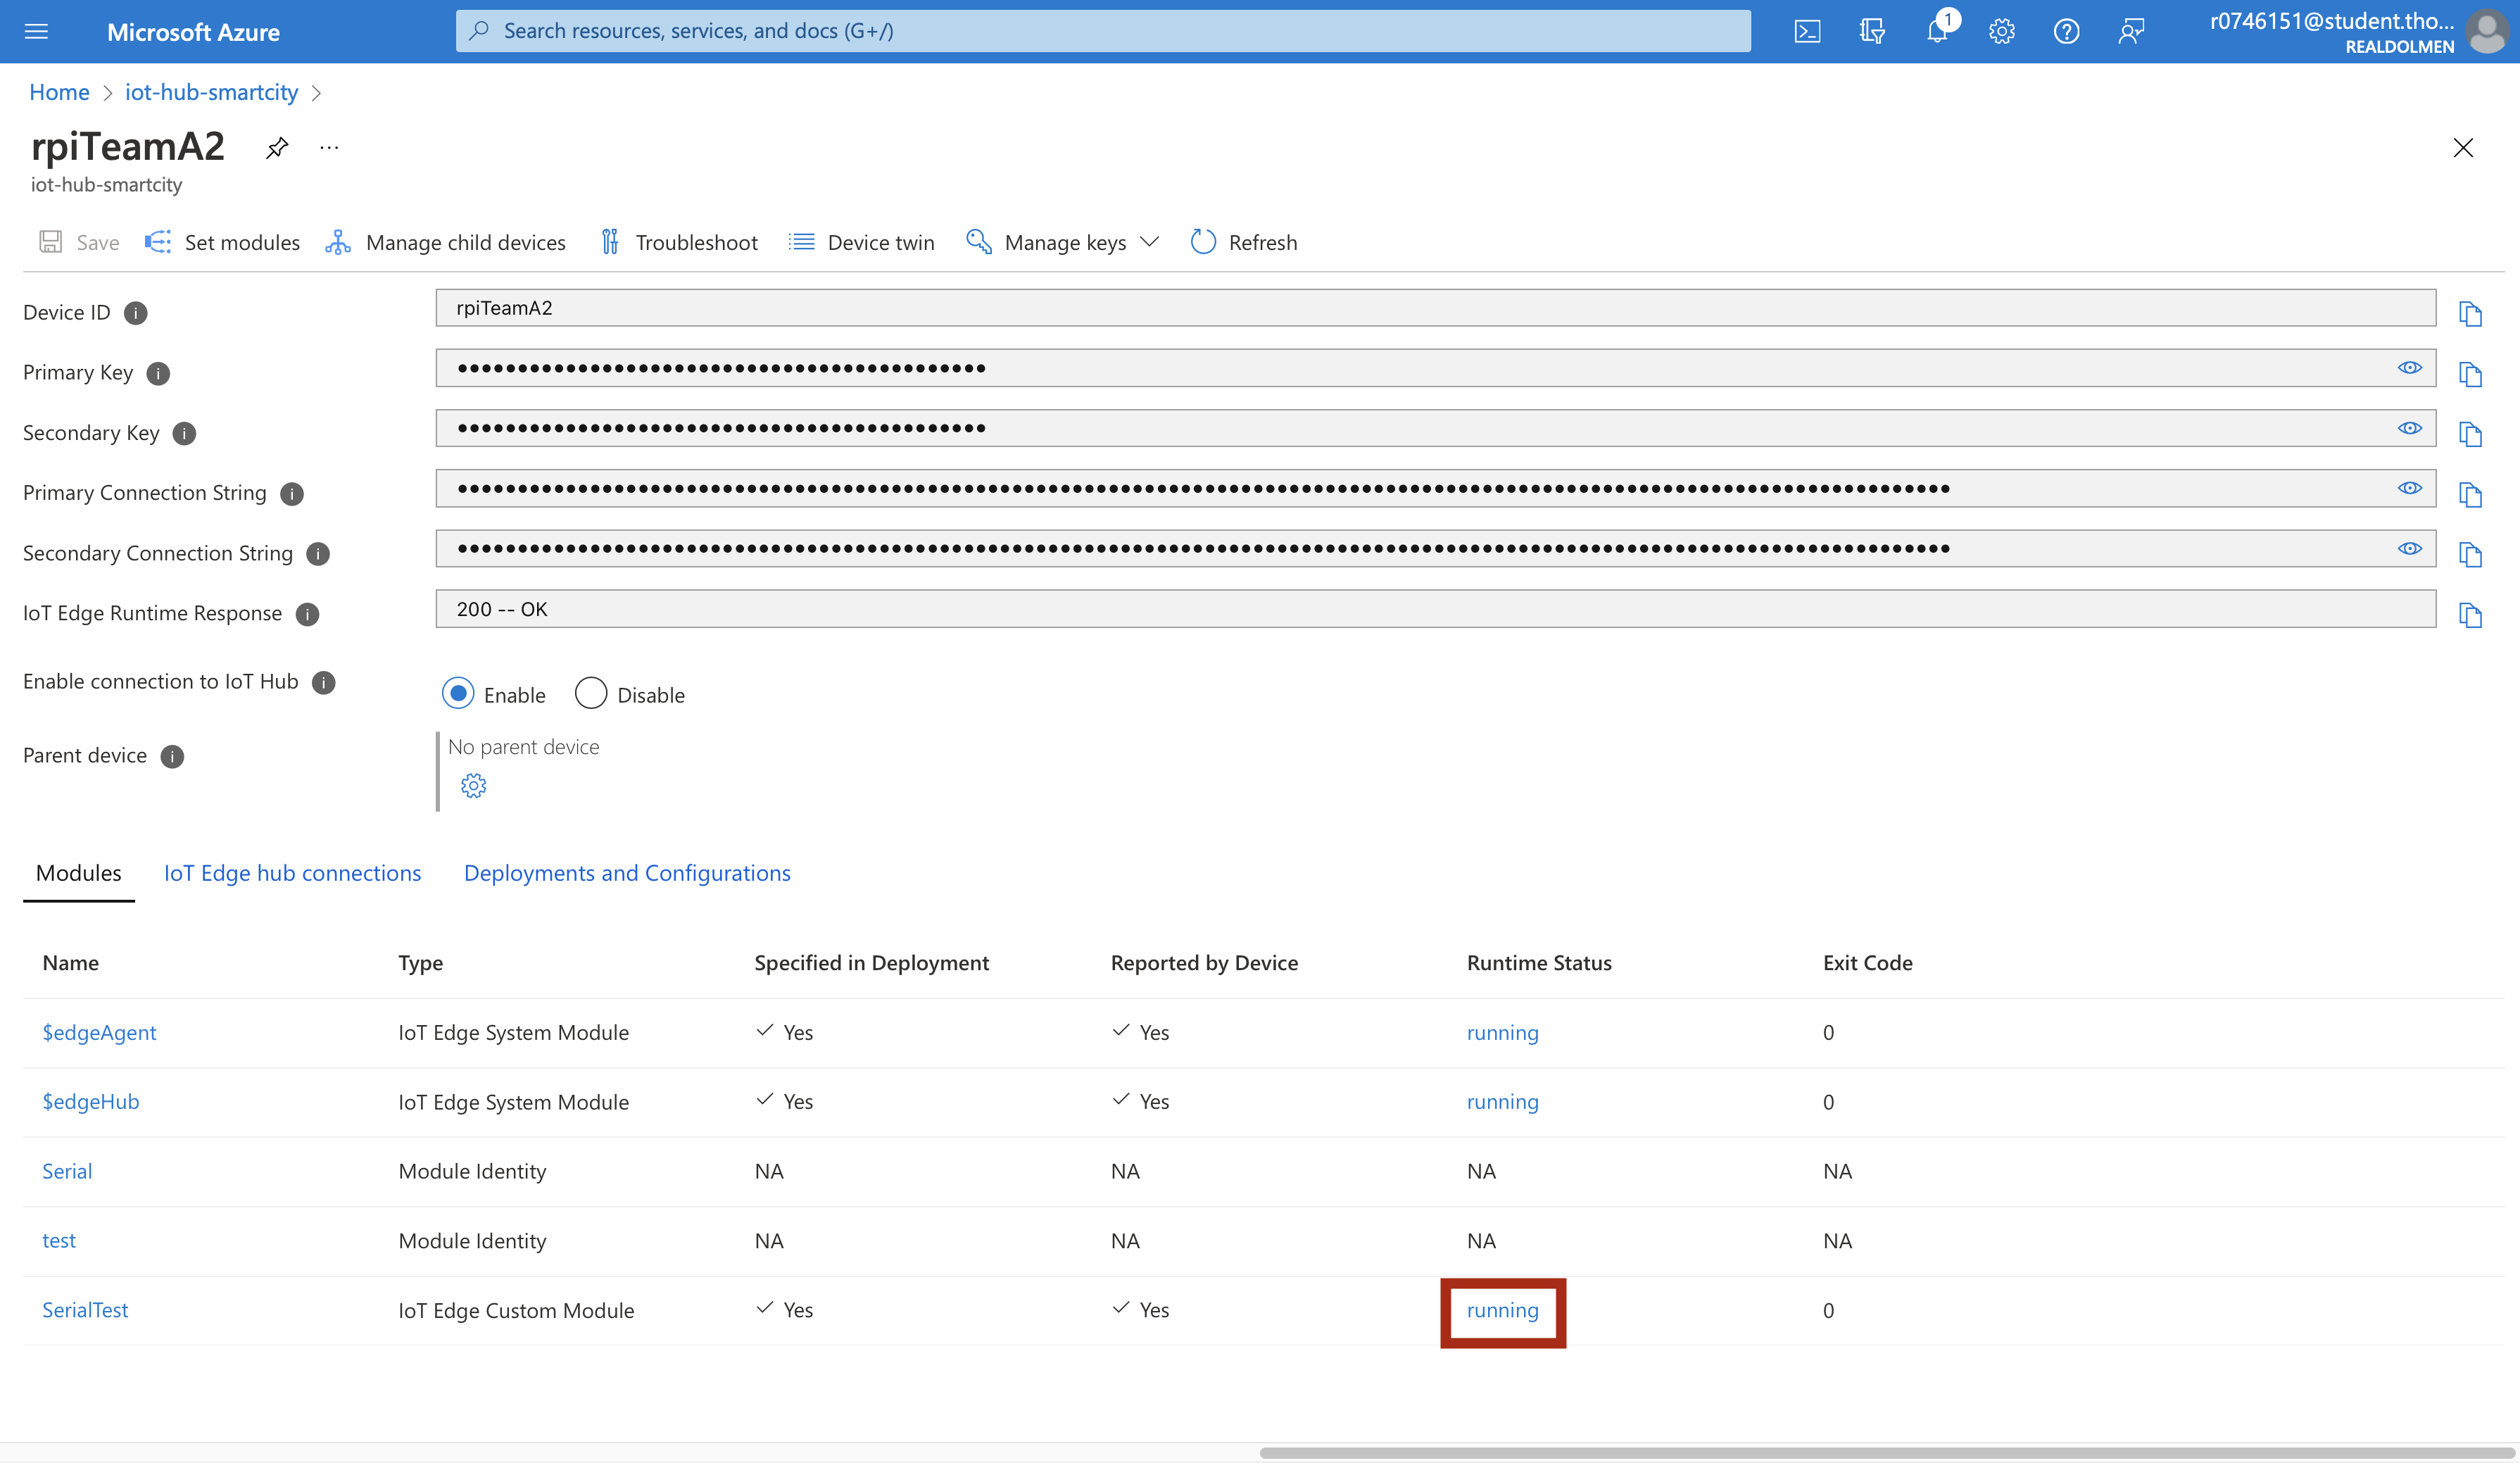 Microsoft Azure
Search resources, services, and docs (G+/)
1
r0746151@student.tho...
REALDOLMEN
Home > iot-hub-smartcity >
rpiTeamA2 ...
iot-hub-smartcity
Save Set modules Manage child devices Troubleshoot Device twin Manage keys Refresh
Device ID rpiTeamA2
Primary Key ••••••••••••••••••••••••••••••••••••••••••••
Secondary Key ••••••••••••••••••••••••••••••••••••••••••••
Primary Connection String
Secondary Connection String
IoT Edge Runtime Response 200 -- OK
Enable connection to IoT Hub Enable Disable
Parent device No parent device
Modules IoT Edge hub connections Deployments and Configurations
Name Type Specified in Deployment Reported by Device Runtime Status Exit Code
$edgeAgent IoT Edge System Module Yes Yes running 0
$edgeHub IoT Edge System Module Yes Yes running 0
Serial Module Identity NA NA NA NA
test Module Identity NA NA NA NA
SerialTest IoT Edge Custom Module Yes Yes running 0